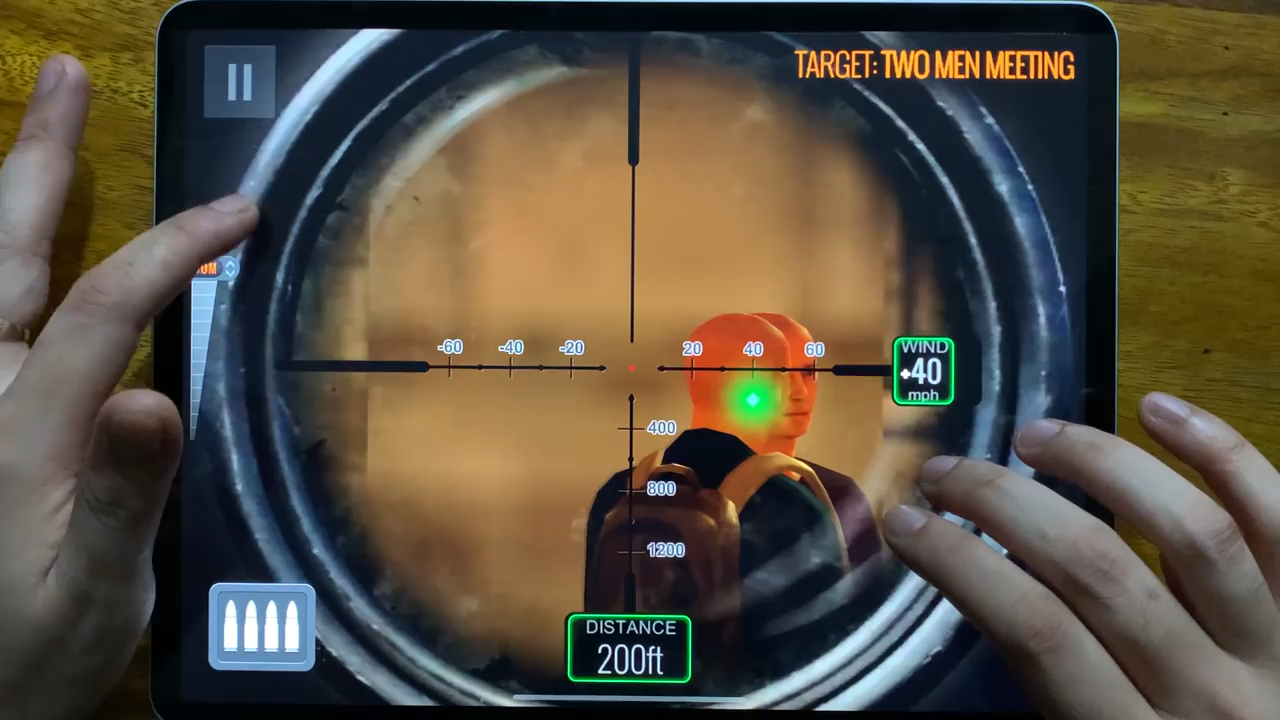 TARGET: TWO MEN MEETING
-60 -40 -20 20 40 60
WIND
+40
mph
400
800
1200
DISTANCE
200ft